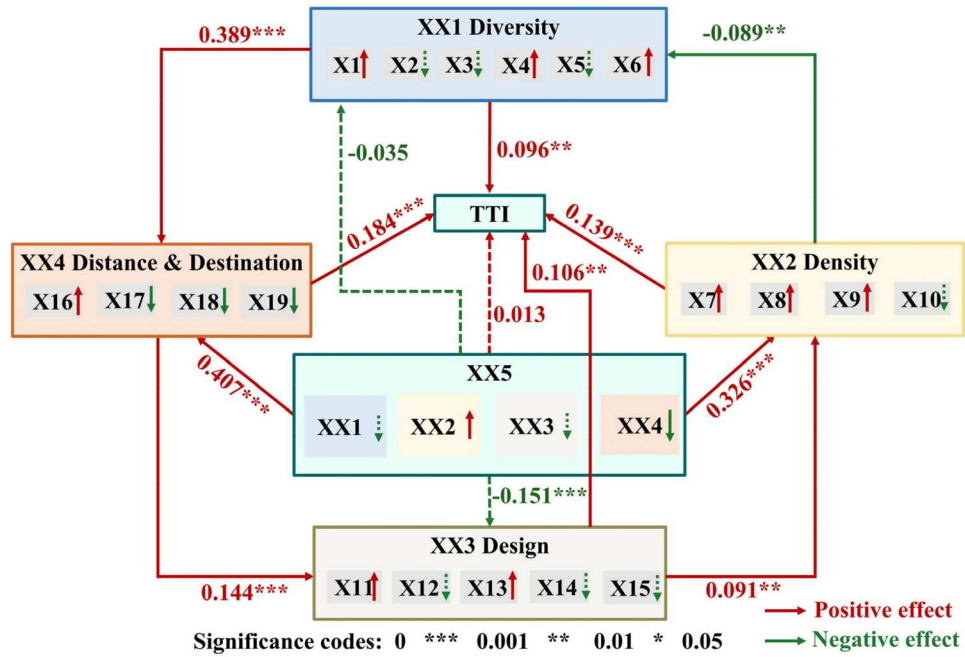 XX1 Diversity
X1 X2 X3 X4 X5 X6
0.389***
-0.089**
-0.035
0.096**
TTI
0.184***
0.139***
XX4 Distance & Destination
X16 X17 X18 X19
0.106**
XX2 Density
X7 X8 X9 X10
0.013
0.407***
XX5
XX1 XX2 XX3 XX4
0.326***
-0.151***
XX3 Design
X11 X12 X13 X14 X15
0.144***
0.091**
Positive effect
Negative effect
Significance codes: 0 *** 0.001 ** 0.01 * 0.05